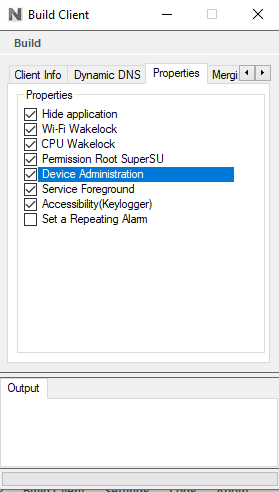 Build Client
Build
Client Info
Dynamic DNS
Properties
Mergi
Properties
Hide application
Wi-Fi Wakelock
CPU Wakelock
Permission Root SuperSU
Device Administration
Service Foreground
Accessibility(Keylogger)
Set a Repeating Alarm
Output